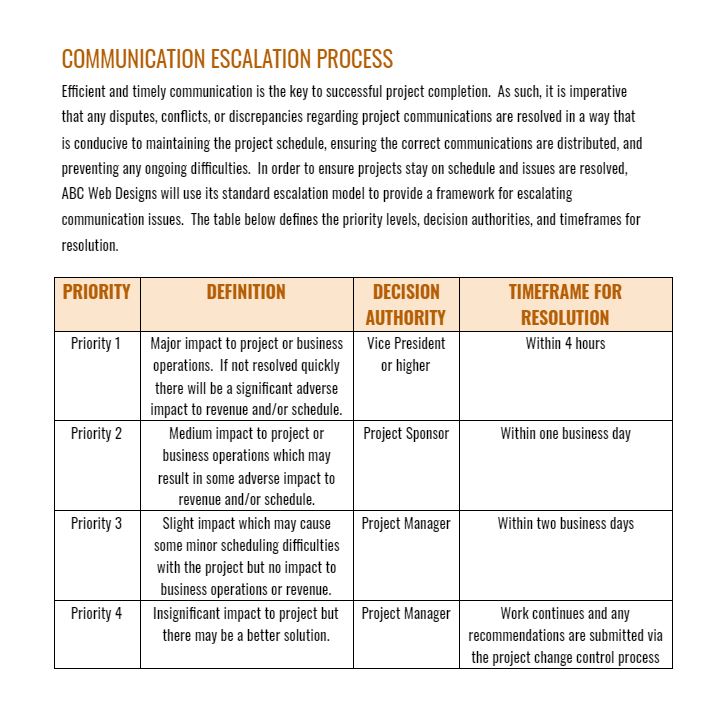 COMMUNICATION ESCALATION PROCESS
Efficient and timely communication is the key to successful project completion.  As such, it is imperative
that any disputes, conflicts, or discrepancies regarding project communications are resolved in a way that
is conducive to maintaining the project schedule, ensuring the correct communications are distributed, and
preventing any ongoing difficulties.  In order to ensure projects stay on schedule and issues are resolved,
ABC Web Designs will use its standard escalation model to provide a framework for escalating
communication issues.  The table below defines the priority levels, decision authorities, and timeframes for
resolution.
PRIORITY
DEFINITION
DECISION
AUTHORITY
TIMEFRAME FOR
RESOLUTION
Priority 1
Major impact to project or business
operations.  If not resolved quickly
there will be a significant adverse
impact to revenue and/or schedule.
Vice President
or higher
Within 4 hours
Priority 2
Medium impact to project or
business operations which may
result in some adverse impact to
revenue and/or schedule.
Project Sponsor
Within one business day
Priority 3
Slight impact which may cause
some minor scheduling difficulties
with the project but no impact to
business operations or revenue.
Project Manager
Within two business days
Priority 4
Insignificant impact to project but
there may be a better solution.
Project Manager
Work continues and any
recommendations are submitted via
the project change control process